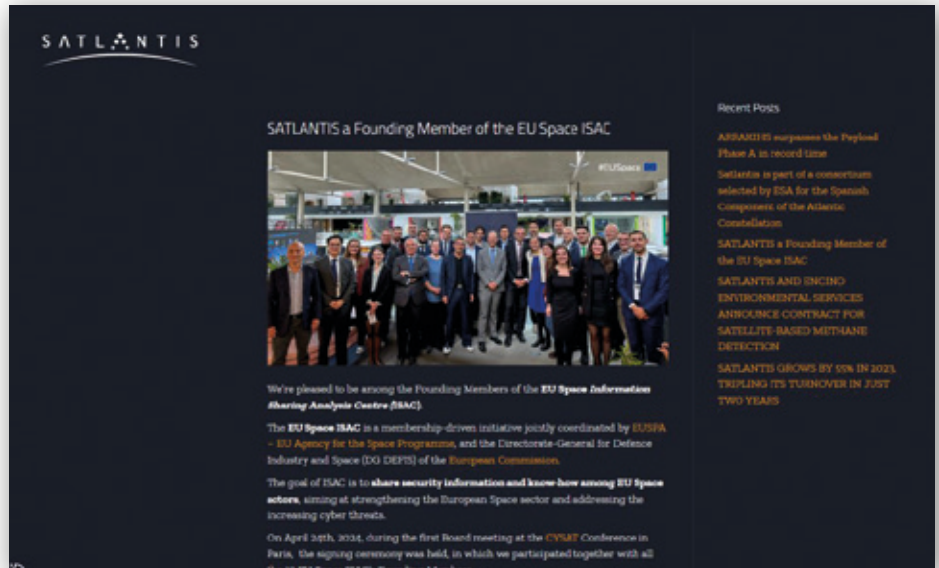 SATLANTIS
SATLANTIS a Founding Member of the EU Space ISAC
#EUSpace
We're pleased to be among the Founding Members of the EU Space Information
Sharing Analysis Centre (ISAC).
The EU Space ISAC is a membership-driven initiative jointly coordinated by EUSPA
– EU Agency for the Space Programme, and the Directorate-General for Defence
Industry and Space (DG DEFIS) of the European Commission.
The goal of ISAC is to share security information and know-how among EU Space
actors, aiming at strengthening the European Space sector and addressing the
increasing cyber threats.
On April 24th, 2024, during the first Board meeting at the CYSAT Conference in
Paris, the signing ceremony was held, in which we participated together with all
Recent Posts
ARRAKIHS surpasses the Payload
Phase A in record time
Satlantis is part of a consortium
selected by ESA for the Spanish
Component of the Atlantic
Constellation
SATLANTIS a Founding Member of
the EU Space ISAC
SATLANTIS AND ENCINO
ENVIRONMENTAL SERVICES
ANNOUNCE CONTRACT FOR
SATELLITE-BASED METHANE
DETECTION
SATLANTIS GROWS BY 55% IN 2023,
TRIPLING ITS TURNOVER IN JUST
TWO YEARS